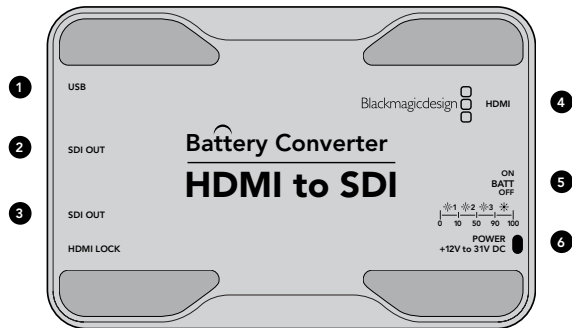 1
USB
2
SDI OUT
3
SDI OUT
HDMI LOCK
Blackmagicdesign
Battery Converter
HDMI to SDI
HDMI
4
ON
BATT
OFF
5
1 2 3
0 10 50 90 100
POWER
+12V to 31V DC
6